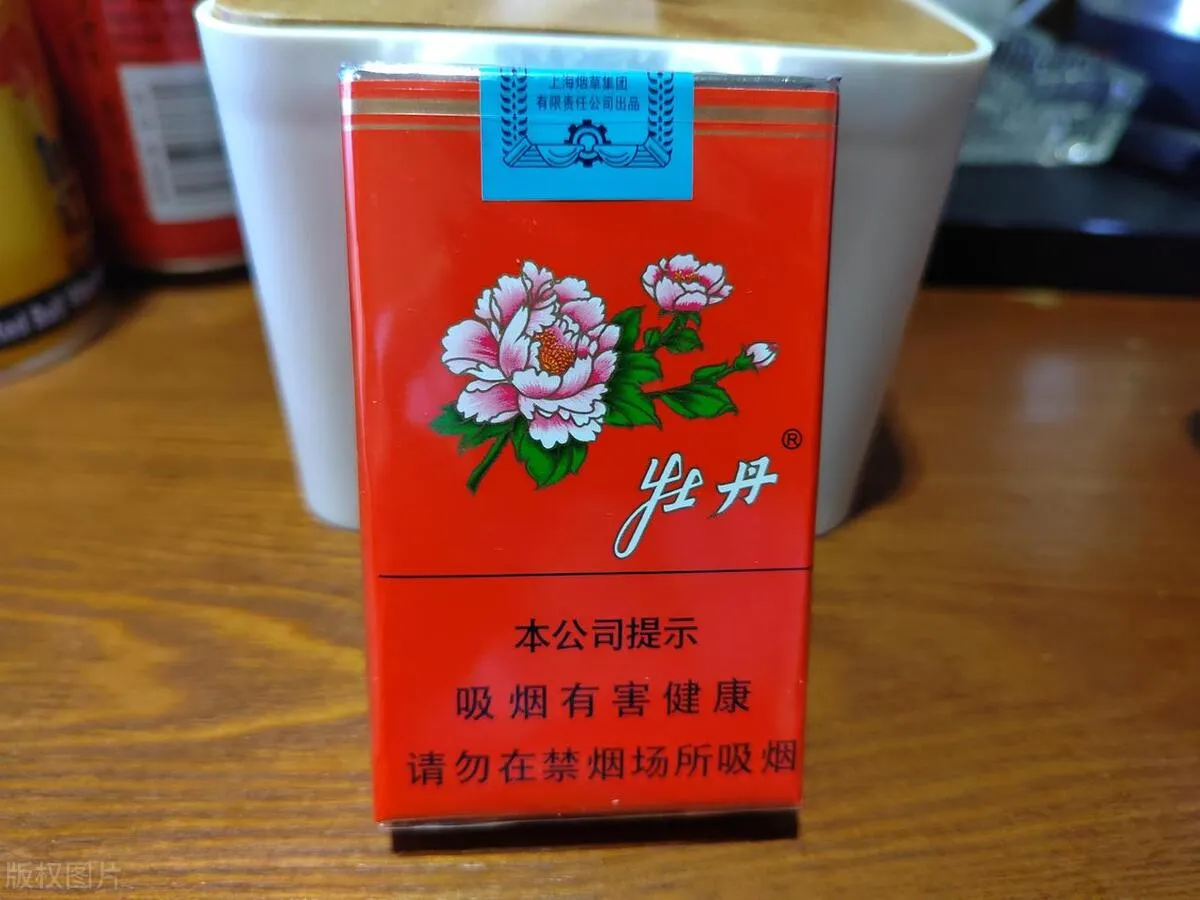 上海烟草集团
有限责任公司出品
牡丹®
本公司提示
吸烟有害健康
请勿在禁烟场所吸烟
版权图片